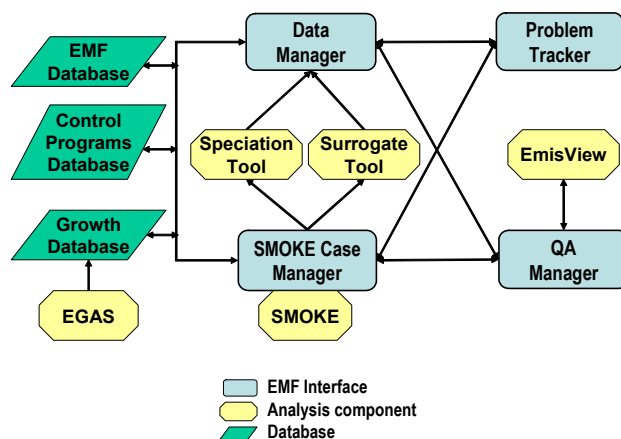 EMF
Database
Data
Manager
Problem
Tracker
Control
Programs
Database
Speciation
Tool
Surrogate
Tool
EmisView
Growth
Database
SMOKE Case
Manager
QA
Manager
EGAS
SMOKE
EMF Interface
Analysis component
Database